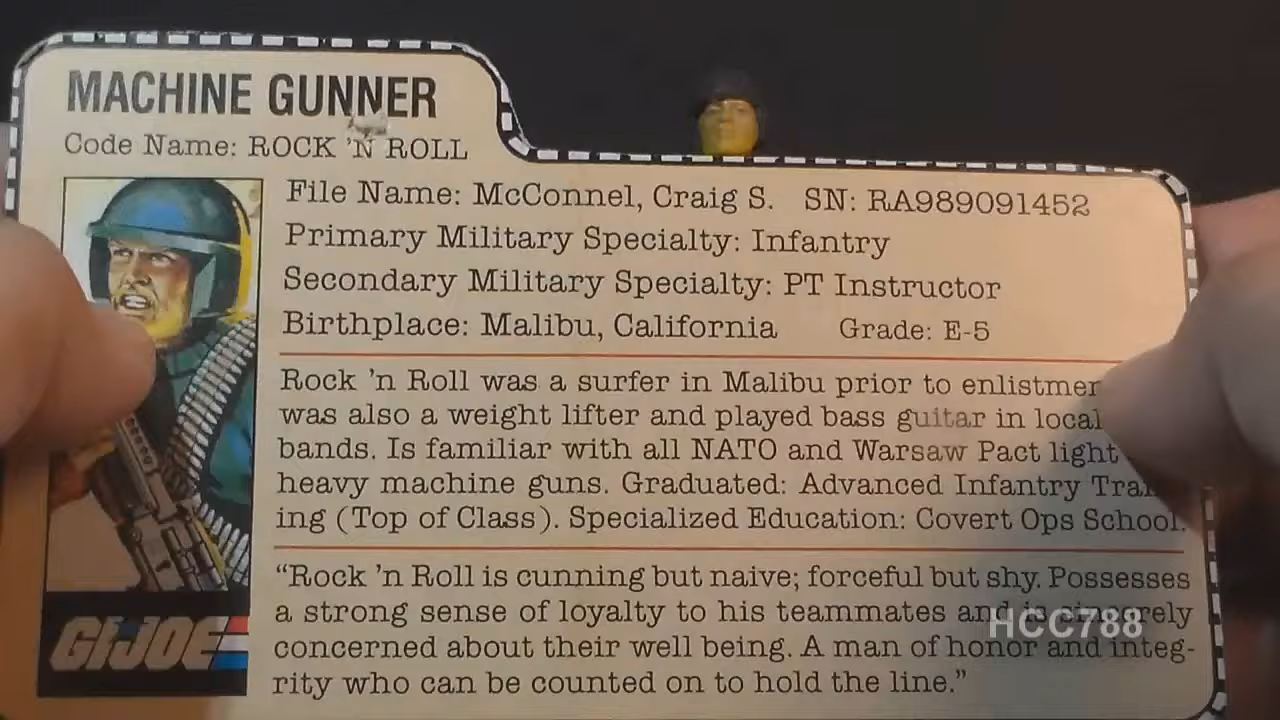 MACHINE GUNNER
Code Name: ROCK 'N ROLL
File Name: McConnel, Craig S. SN: RA989091452
Primary Military Specialty: Infantry
Secondary Military Specialty: PT Instructor
Birthplace: Malibu, California Grade: E-5
Rock 'n Roll was a surfer in Malibu prior to
was also a weight lifter and played bass guitar in local
bands. Is familiar with all NATO and Warsaw Pact light
heavy machine guns. Graduated: Advanced Infantry
ing (Top of Class). Specialized Education: Covert Ops School.
"Rock 'n Roll is cunning but naive; forceful but shy. Possesses
a strong sense of loyalty to his teammates and is sincerely
concerned about their well being. A man of honor and integ-
rity who can be counted on to hold the line."
GI JOE
HCC788